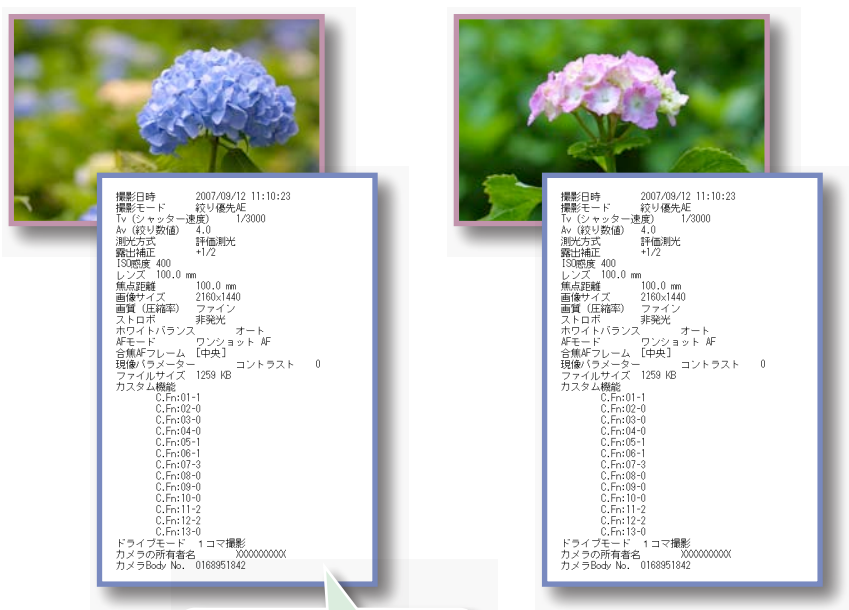 撮影日時 2007/09/12 11:10:23
撮影モード 絞り優先AE
Tv (シャッター速度) 1/3000
Av (絞り数値) 4.0
測光方式 評価測光
露出補正 +1/2
ISO感度 400
レンズ 100.0 mm
焦点距離 100.0 mm
画像サイズ 2160x1440
画質 (圧縮率) ファイン
ストロボ 非発光
ホワイトバランス オート
AFモード ワンショット AF
合焦AFフレーム [中央]
現像パラメーター コントラスト 0
ファイルサイズ 1259 KB
カスタム機能
C.Fn:01-1
C.Fn:02-0
C.Fn:03-0
C.Fn:04-0
C.Fn:05-1
C.Fn:06-1
C.Fn:07-3
C.Fn:08-0
C.Fn:09-0
C.Fn:10-0
C.Fn:11-2
C.Fn:12-2
C.Fn:13-0
ドライブモード 1コマ撮影
カメラの所有者名 XXXXXXXXXX
カメラBody No. 0168951842
撮影日時 2007/09/12 11:10:23
撮影モード 絞り優先AE
Tv (シャッター速度) 1/3000
Av (絞り数値) 4.0
測光方式 評価測光
露出補正 +1/2
ISO感度 400
レンズ 100.0 mm
焦点距離 100.0 mm
画像サイズ 2160x1440
画質 (圧縮率) ファイン
ストロボ 非発光
ホワイトバランス オート
AFモード ワンショット AF
合焦AFフレーム [中央]
現像パラメーター コントラスト 0
ファイルサイズ 1259 KB
カスタム機能
C.Fn:01-1
C.Fn:02-0
C.Fn:03-0
C.Fn:04-0
C.Fn:05-1
C.Fn:06-1
C.Fn:07-3
C.Fn:08-0
C.Fn:09-0
C.Fn:10-0
C.Fn:11-2
C.Fn:12-2
C.Fn:13-0
ドライブモード 1コマ撮影
カメラの所有者名 XXXXXXXXXX
カメラBody No. 0168951842